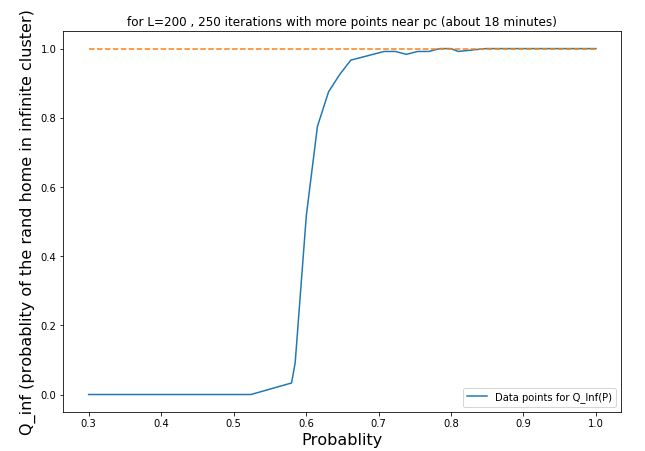 for L=200 , 250 iterations with more points near pc (about 18 minutes)
Q_inf (probablity of the rand home in infinite cluster)
1.0
0.8
0.6
0.4
0.2
0.0
Data points for Q_Inf(P)
0.3 0.4 0.5 0.6 0.7 0.8 0.9 1.0
Probablity